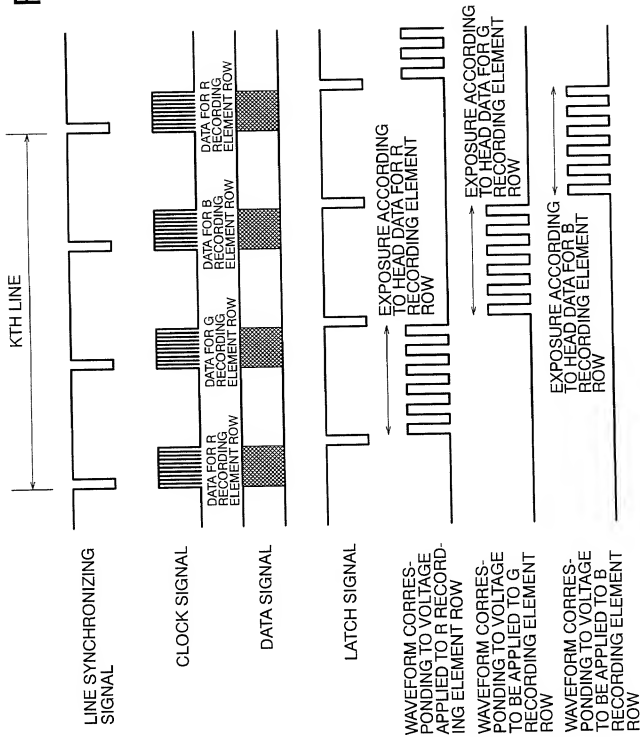 KTH LINE
LINE SYNCHRONIZING
SIGNAL
CLOCK SIGNAL
DATA FOR R
RECORDING
ELEMENT ROW
DATA FOR G
RECORDING
ELEMENT ROW
DATA FOR B
RECORDING
ELEMENT ROW
DATA FOR R
RECORDING
ELEMENT ROW
DATA SIGNAL
LATCH SIGNAL
WAVEFORM CORRES-
PONDING TO VOLTAGE
APPLIED TO R RECORD-
ING ELEMENT ROW
EXPOSURE ACCORDING
TO HEAD DATA FOR R
RECORDING ELEMENT
ROW
WAVEFORM CORRES-
PONDING TO VOLTAGE
TO BE APPLIED TO G
RECORDING ELEMENT
ROW
EXPOSURE ACCORDING
TO HEAD DATA FOR G
RECORDING ELEMENT
ROW
WAVEFORM CORRES-
PONDING TO VOLTAGE
TO BE APPLIED TO B
RECORDING ELEMENT
ROW
EXPOSURE ACCORDING
TO HEAD DATA FOR B
RECORDING ELEMENT
ROW